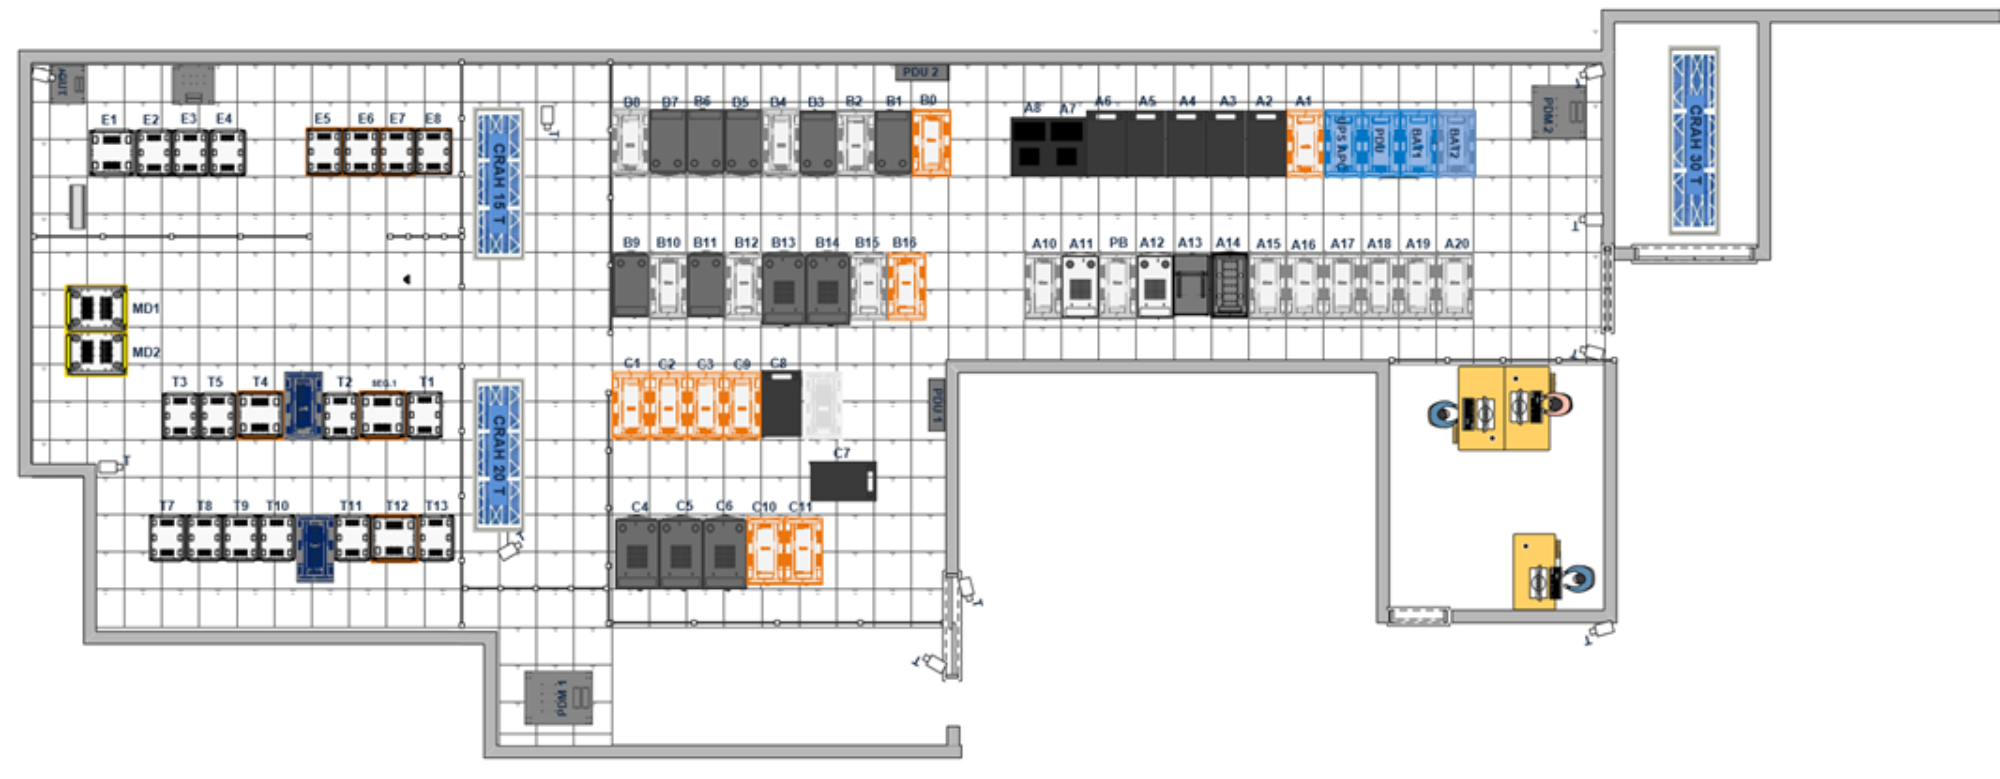 PDU 2
AGUT
CRAH 30 T
PDM 2
E1 E2 E3 E4 E5 E6 E7 E8
CRAH 15 T
B8 B7 B6 B5 B4 B3 B2 B1 B0
A8 A7 A6 A5 A4 A3 A2 A1
UPS APC PDU BAT1 BAT2
B9 B10 B11 B12 B13 B14 B15 B16
A10 A11 PB A12 A13 A14 A15 A16 A17 A18 A19 A20
MD1
MD2
T3 T5 T4 T2 SEG.1 T1
CRAH 20 T
C1 C2 C3 C9 C8
PDU 1
C7
T7 T8 T9 T10 T11 T12 T13
C4 C5 C6 C10 C11
PDM 1